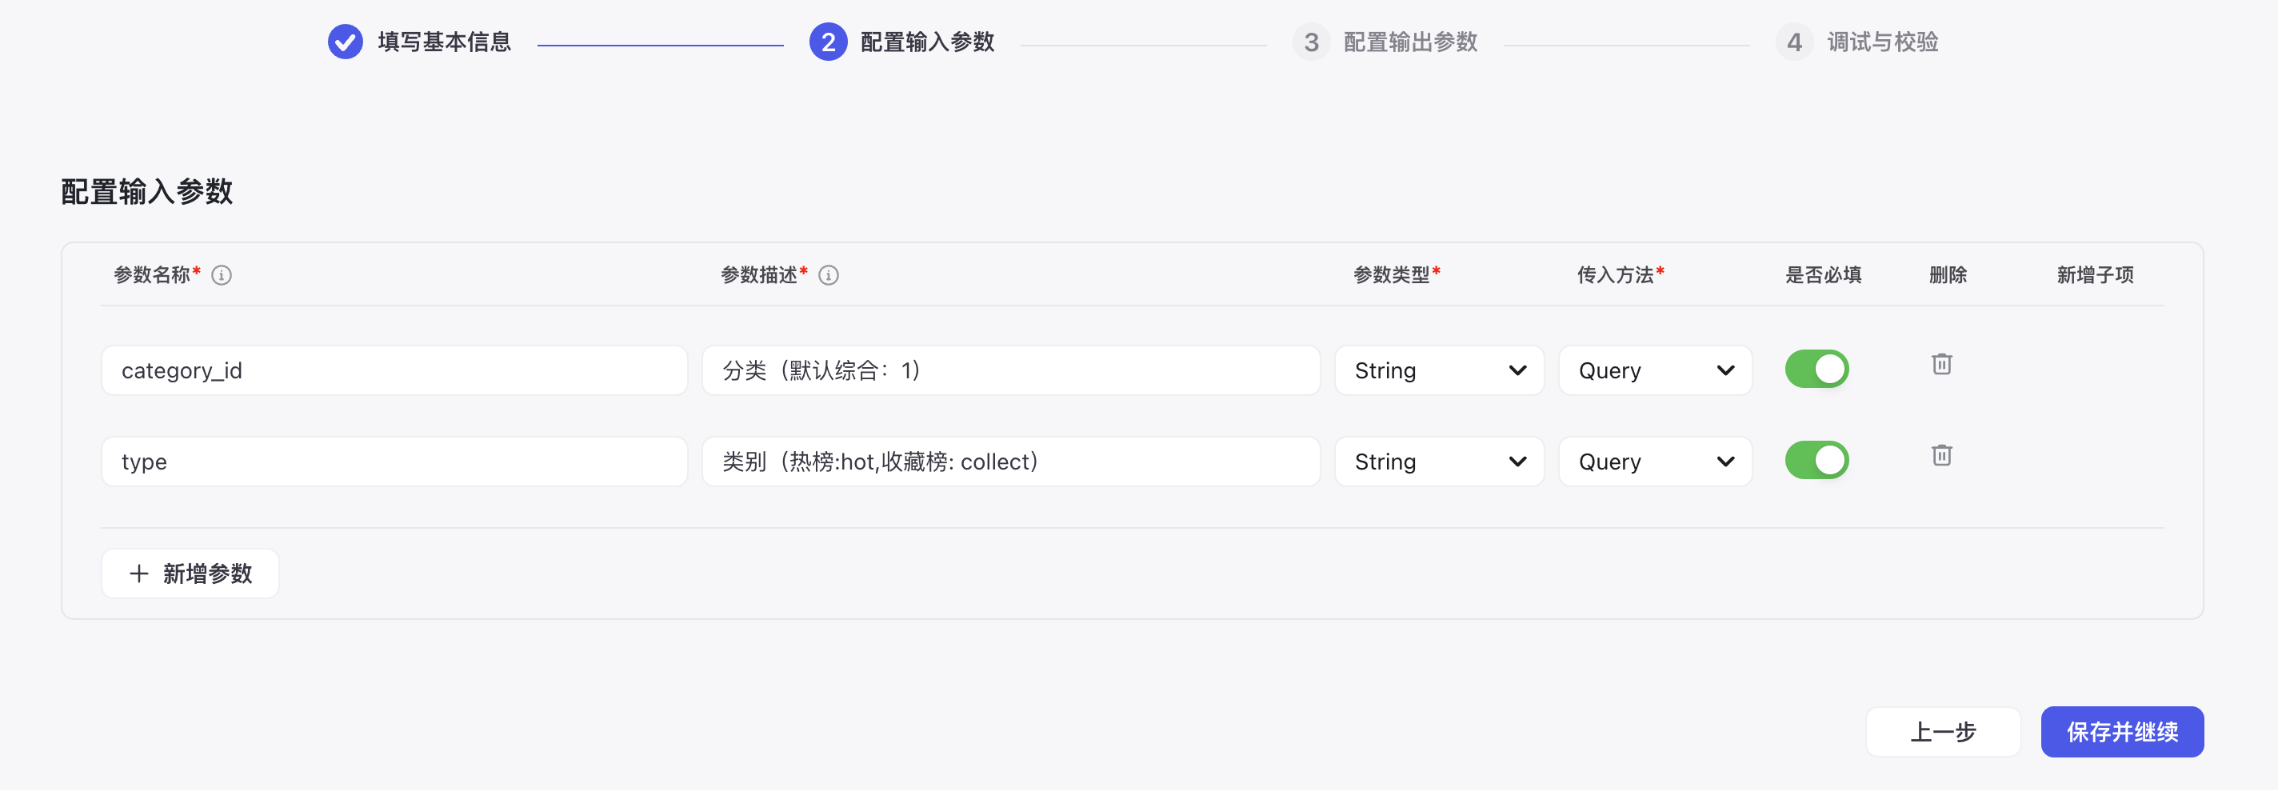 填写基本信息 2 配置输入参数 3 配置输出参数 4 调试与校验
配置输入参数
参数名称* 参数描述* 参数类型* 传入方法* 是否必填 删除 新增子项
category_id 分类（默认综合：1） String Query
type 类别（热榜:hot,收藏榜: collect） String Query
+ 新增参数
上一步 保存并继续